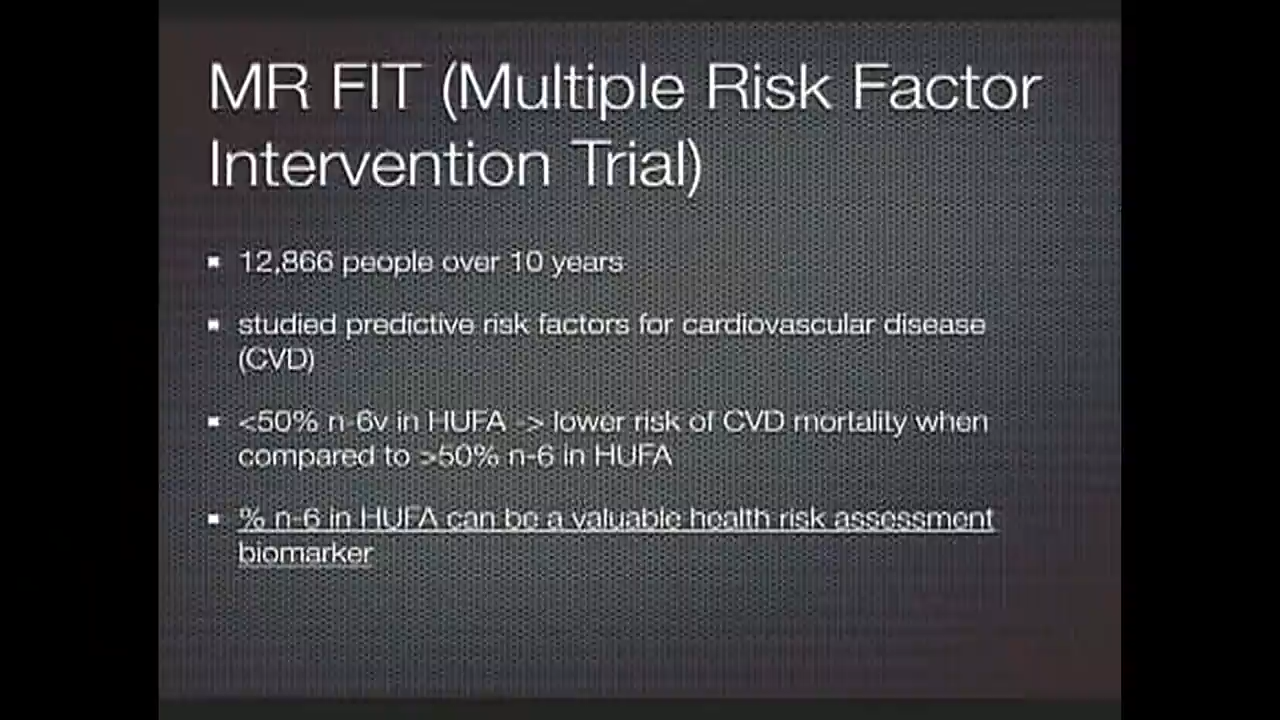 MR FIT (Multiple Risk Factor
Intervention Trial)
12,866 people over 10 years
studied predictive risk factors for cardiovascular disease
(CVD)
<50% n-6v in HUFA -> lower risk of CVD mortality when
compared to >50% n-6 in HUFA
% n-6 in HUFA can be a valuable health risk assessment
biomarker